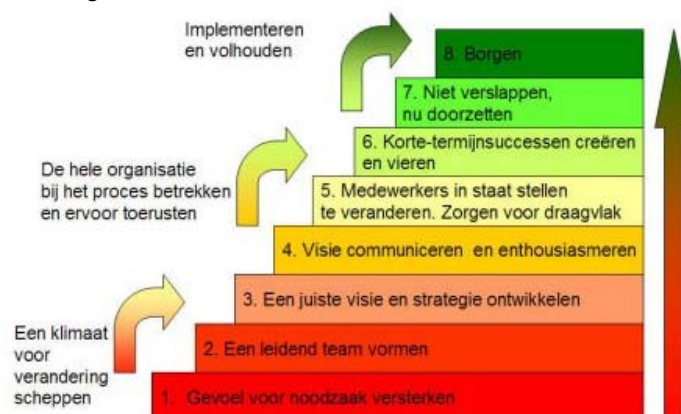 Implementeren
en volhouden
8. Borgen
7. Niet verslappen,
nu doorzetten
6. Korte-termijnsuccessen creëren
en vieren
De hele organisatie
bij het proces betrekken
en ervoor toerusten
5. Medewerkers in staat stellen
te veranderen. Zorgen voor draagvlak
4. Visie communiceren en enthousiasmeren
3. Een juiste visie en strategie ontwikkelen
Een klimaat
voor
verandering
scheppen
2. Een leidend team vormen
1. Gevoel voor noodzaak versterken